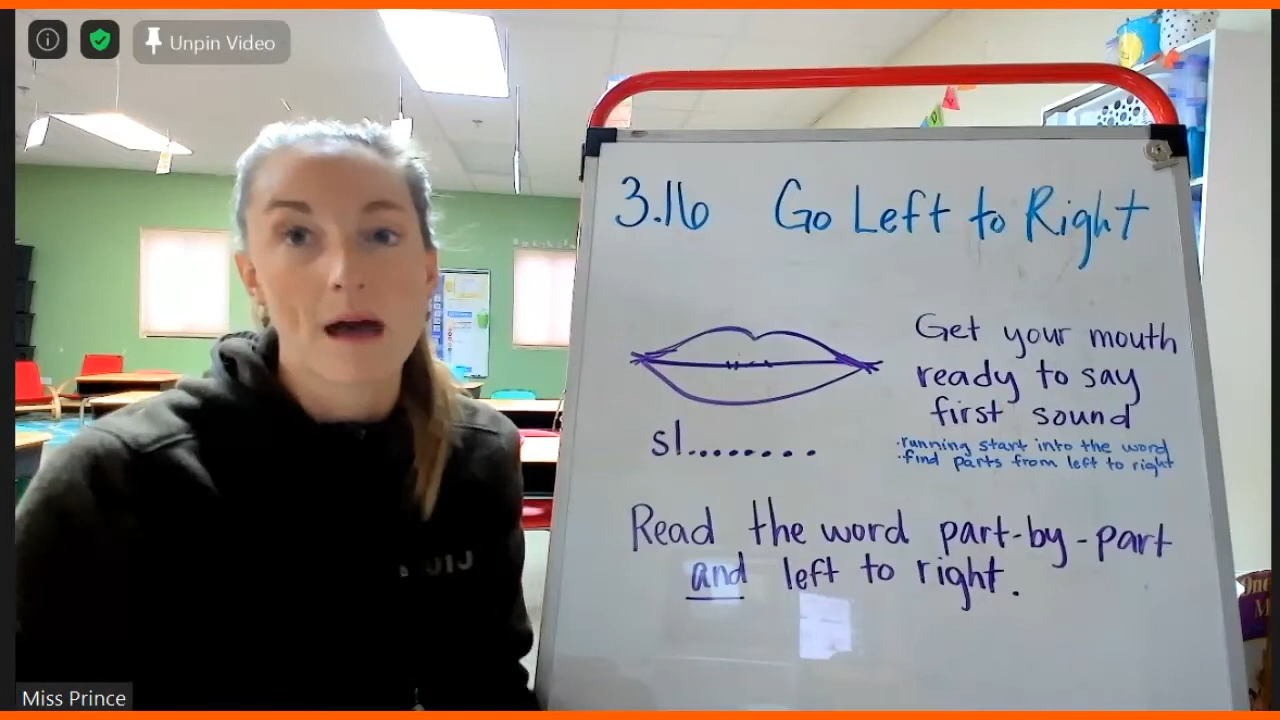 Unpin Video
3.16 Go Left to Right
Get your mouth
ready to say
first sound
·running start into the word
·find parts from left to right
sl........
Read the word part-by-part
and left to right.
Miss Prince